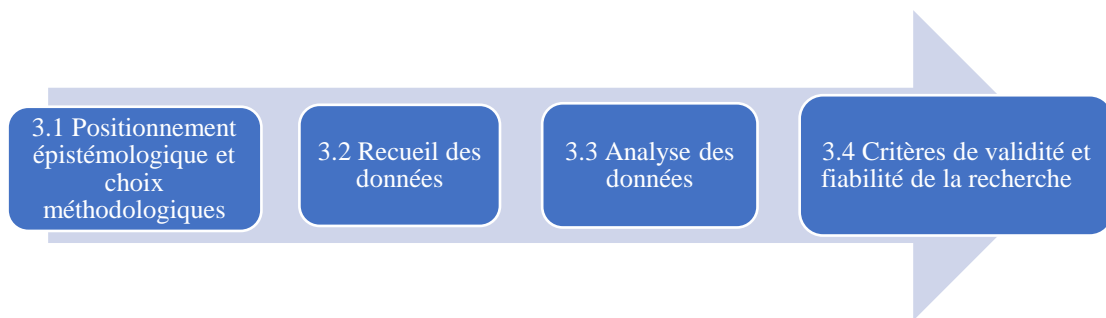 3.1 Positionnement
épistémologique et
choix
méthodologiques
3.2 Recueil des
données
3.3 Analyse des
données
3.4 Critères de validité et
fiabilité de la recherche